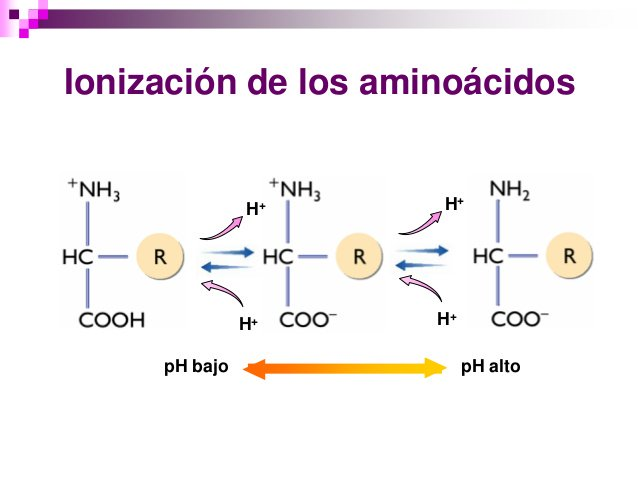 Ionización de los aminoácidos
⁺NH₃
HC
R
COOH
H⁺
H⁺
⁺NH₃
HC
R
COO⁻
H⁺
H⁺
NH₂
HC
R
COO⁻
pH bajo
pH alto